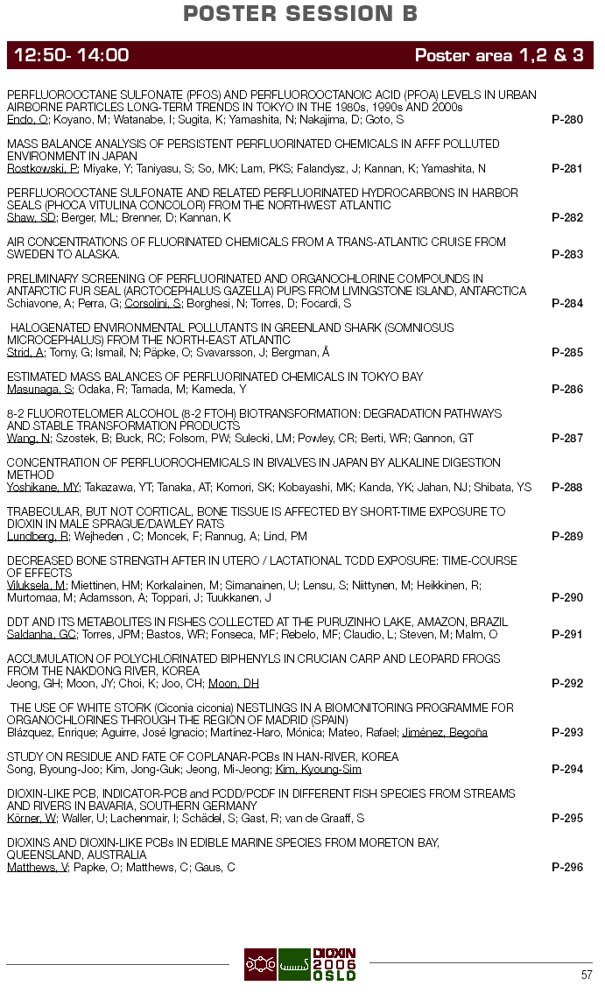 POSTER SESSION B
12:50- 14:00 Poster area 1,2 & 3
PERFLUOROOCTANE SULFONATE (PFOS) AND PERFLUOROOCTANOIC ACID (PFOA) LEVELS IN URBAN
AIRBORNE PARTICLES LONG-TERM TRENDS IN TOKYO IN THE 1980s, 1990s AND 2000s
Endo, O; Koyano, M; Watanabe, I; Sugita, K; Yamashita, N; Nakajima, D; Goto, S P-280
MASS BALANCE ANALYSIS OF PERSISTENT PERFLUORINATED CHEMICALS IN AFFF POLLUTED
ENVIRONMENT IN JAPAN
Rostkowski, P; Miyake, Y; Taniyasu, S; So, MK; Lam, PKS; Falandysz, J; Kannan, K; Yamashita, N P-281
PERFLUOROOCTANE SULFONATE AND RELATED PERFLUORINATED HYDROCARBONS IN HARBOR
SEALS (PHOCA VITULINA CONCOLOR) FROM THE NORTHWEST ATLANTIC
Shaw, SD; Berger, ML; Brenner, D; Kannan, K P-282
AIR CONCENTRATIONS OF FLUORINATED CHEMICALS FROM A TRANS-ATLANTIC CRUISE FROM
SWEDEN TO ALASKA. P-283
PRELIMINARY SCREENING OF PERFLUORINATED AND ORGANOCHLORINE COMPOUNDS IN
ANTARCTIC FUR SEAL (ARCTOCEPHALUS GAZELLA) PUPS FROM LIVINGSTONE ISLAND, ANTARCTICA
Schiavone, A; Perra, G; Corsolini, S; Borghesi, N; Torres, D; Focardi, S P-284
HALOGENATED ENVIRONMENTAL POLLUTANTS IN GREENLAND SHARK (SOMNIOSUS
MICROCEPHALUS) FROM THE NORTH-EAST ATLANTIC
Strid, A; Tomy, G; Ismail, N; Päpke, O; Svavarsson, J; Bergman, Å P-285
ESTIMATED MASS BALANCES OF PERFLUORINATED CHEMICALS IN TOKYO BAY
Masunaga, S; Odaka, R; Tamada, M; Kameda, Y P-286
8-2 FLUOROTELOMER ALCOHOL (8-2 FTOH) BIOTRANSFORMATION: DEGRADATION PATHWAYS
AND STABLE TRANSFORMATION PRODUCTS
Wang, N; Szostek, B; Buck, RC; Folsom, PW; Sulecki, LM; Powley, CR; Berti, WR; Gannon, GT P-287
CONCENTRATION OF PERFLUOROCHEMICALS IN BIVALVES IN JAPAN BY ALKALINE DIGESTION
METHOD
Yoshikane, MY; Takazawa, YT; Tanaka, AT; Komori, SK; Kobayashi, MK; Kanda, YK; Jahan, NJ; Shibata, YS P-288
TRABECULAR, BUT NOT CORTICAL, BONE TISSUE IS AFFECTED BY SHORT-TIME EXPOSURE TO
DIOXIN IN MALE SPRAGUE/DAWLEY RATS
Lundberg, R; Wejheden , C; Moncek, F; Rannug, A; Lind, PM P-289
DECREASED BONE STRENGTH AFTER IN UTERO / LACTATIONAL TCDD EXPOSURE: TIME-COURSE
OF EFFECTS
Viluksela, M; Miettinen, HM; Korkalainen, M; Simanainen, U; Lensu, S; Niittynen, M; Heikkinen, R;
Murtomaa, M; Adamsson, A; Toppari, J; Tuukkanen, J P-290
DDT AND ITS METABOLITES IN FISHES COLLECTED AT THE PURUZINHO LAKE, AMAZON, BRAZIL
Saldanha, GC; Torres, JPM; Bastos, WR; Fonseca, MF; Rebelo, MF; Claudio, L; Steven, M; Malm, O P-291
ACCUMULATION OF POLYCHLORINATED BIPHENYLS IN CRUCIAN CARP AND LEOPARD FROGS
FROM THE NAKDONG RIVER, KOREA
Jeong, GH; Moon, JY; Choi, K; Joo, CH; Moon, DH P-292
THE USE OF WHITE STORK (Ciconia ciconia) NESTLINGS IN A BIOMONITORING PROGRAMME FOR
ORGANOCHLORINES THROUGH THE REGION OF MADRID (SPAIN)
Blázquez, Enrique; Aguirre, José Ignacio; Martínez-Haro, Mónica; Mateo, Rafael; Jiménez, Begoña P-293
STUDY ON RESIDUE AND FATE OF COPLANAR-PCBs IN HAN-RIVER, KOREA
Song, Byoung-Joo; Kim, Jong-Guk; Jeong, Mi-Jeong; Kim, Kyoung-Sim P-294
DIOXIN-LIKE PCB, INDICATOR-PCB and PCDD/PCDF IN DIFFERENT FISH SPECIES FROM STREAMS
AND RIVERS IN BAVARIA, SOUTHERN GERMANY
Körner, W; Waller, U; Lachenmair, I; Schädel, S; Gast, R; van de Graaff, S P-295
DIOXINS AND DIOXIN-LIKE PCBs IN EDIBLE MARINE SPECIES FROM MORETON BAY,
QUEENSLAND, AUSTRALIA
Matthews, V; Papke, O; Matthews, C; Gaus, C P-296
DIOXIN
2006
OSLO
57